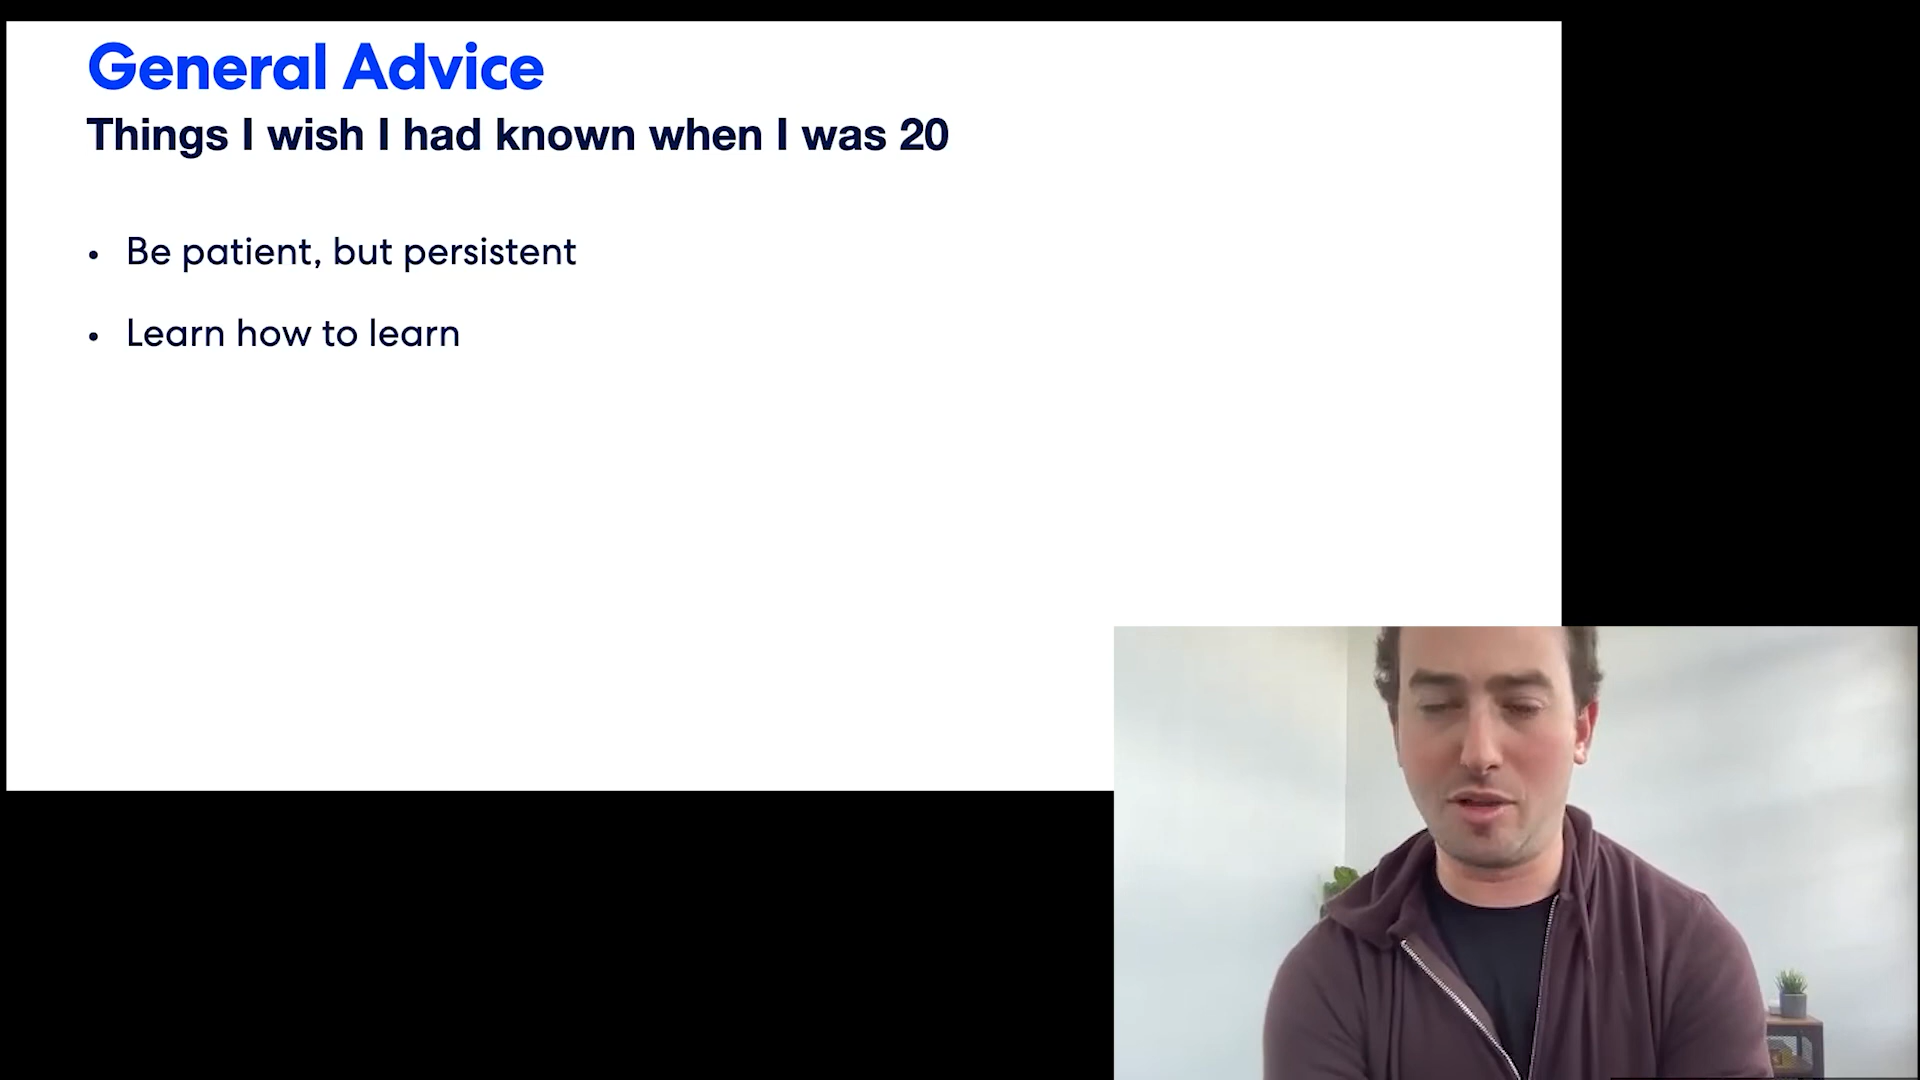 General Advice
Things I wish I had known when I was 20
• Be patient, but persistent
• Learn how to learn